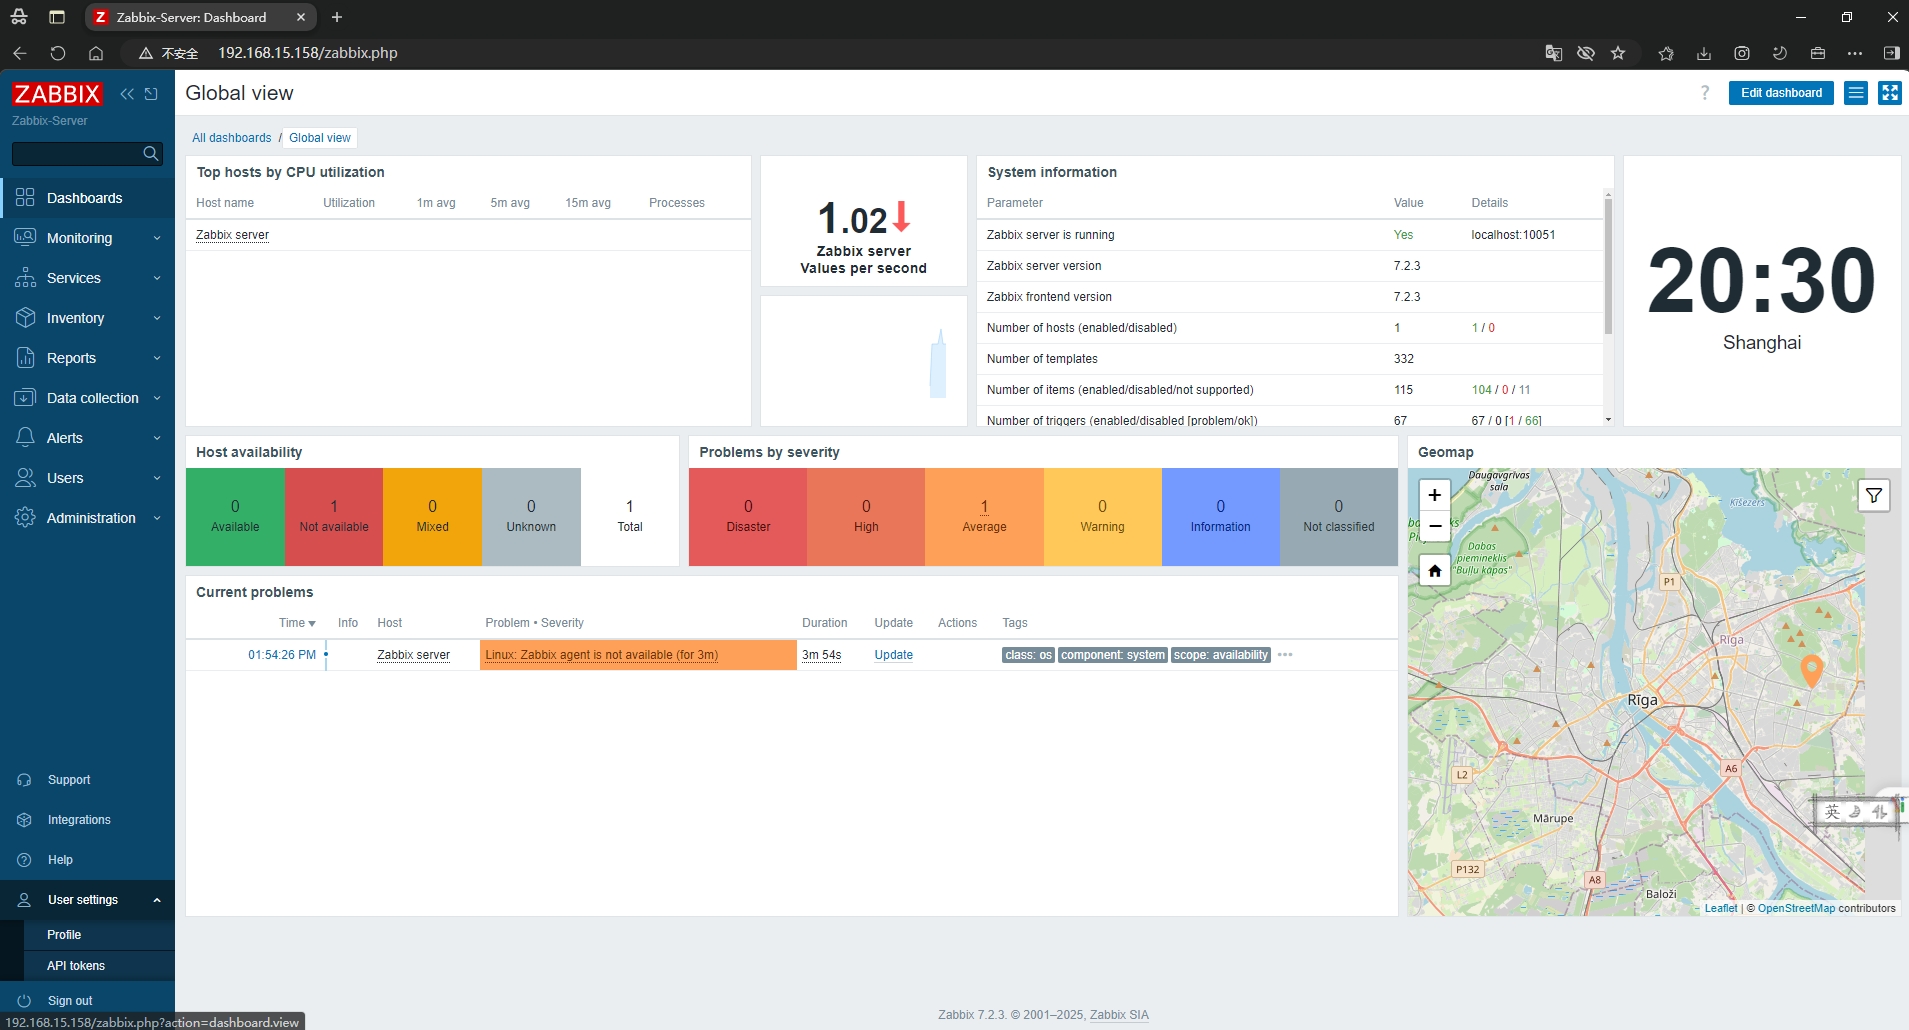 Zabbix-Server: Dashboard
不安全 192.168.15.158/zabbix.php
ZABBIX
Zabbix-Server
Dashboards
Monitoring
Services
Inventory
Reports
Data collection
Alerts
Users
Administration
Support
Integrations
Help
User settings
Profile
API tokens
Sign out
192.168.15.158/zabbix.php?action=dashboard.view
Global view
? Edit dashboard
All dashboards / Global view
Top hosts by CPU utilization
Host name Utilization 1m avg 5m avg 15m avg Processes
Zabbix server
1.02
Zabbix server
Values per second
System information
Parameter Value Details
Zabbix server is running Yes localhost:10051
Zabbix server version 7.2.3
Zabbix frontend version 7.2.3
Number of hosts (enabled/disabled) 1 1 / 0
Number of templates 332
Number of items (enabled/disabled/not supported) 115 104 / 0 / 11
Number of triggers (enabled/disabled [problem/ok]) 67 67 / 0 [1 / 66]
20:30
Shanghai
Host availability
0 1 0 0 1
Available Not available Mixed Unknown Total
Problems by severity
0 0 1 0 0 0
Disaster High Average Warning Information Not classified
Current problems
Time Info Host Problem • Severity Duration Update Actions Tags
01:54:26 PM Zabbix server Linux: Zabbix agent is not available (for 3m) 3m 54s Update class: os component: system scope: availability
Geomap
+
−
Daugavgrīvas
sala
Ķīšezers
Dabas
piemineklis
"Buļļu kāpas"
P1
Rīga
Rīga
L2
A6
Mārupe
P132
A8
Baloži
英
Leaflet | © OpenStreetMap contributors
Zabbix 7.2.3. © 2001–2025, Zabbix SIA